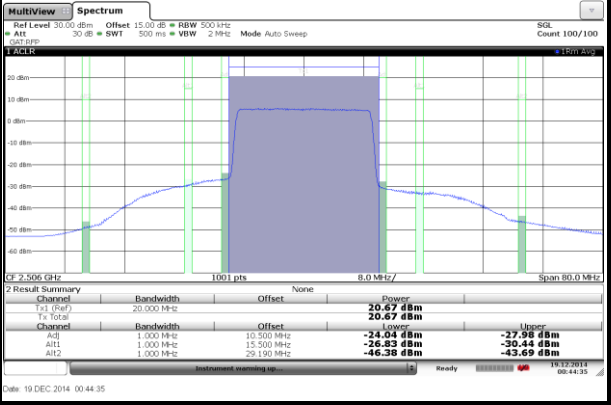 MultiView Spectrum
Ref Level 30.00 dBm Offset 15.00 dB RBW 500 kHz SGL
Att 30 dB SWT 500 ms VBW 2 MHz Mode Auto Sweep Count 100/100
GAT:RFP
1 ACLR 1Rm Avg
20 dBm
10 dBm
0 dBm
-10 dBm
-20 dBm
-30 dBm
-40 dBm
-50 dBm
-60 dBm
CF 2.506 GHz 1001 pts 8.0 MHz/ Span 80.0 MHz
2 Result Summary None
Channel Bandwidth Offset Power
Tx1 (Ref) 20.000 MHz 20.67 dBm
Tx Total 20.67 dBm
Channel Bandwidth Offset Lower Upper
Adj 1.000 MHz 10.500 MHz -24.04 dBm -27.98 dBm
Alt1 1.000 MHz 15.500 MHz -26.83 dBm -30.44 dBm
Alt2 1.000 MHz 29.190 MHz -46.38 dBm -43.69 dBm
Instrument warming up... Ready 19.12.2014
00:44:35
Date: 19.DEC.2014 00:44:35